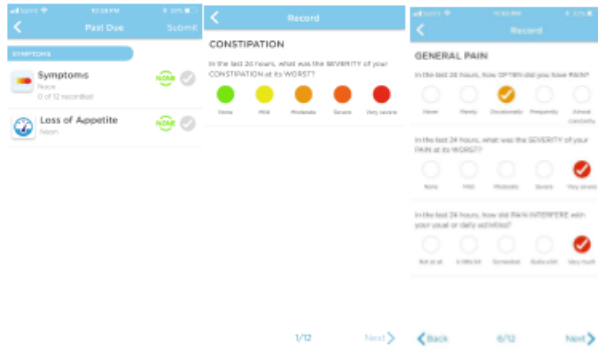 Past Due
Submit
SYMPTOMS
Symptoms
Noon
0 of 12 recorded
NONE
Loss of Appetite
Noon
NONE
Record
CONSTIPATION
In the last 24 hours, what was the SEVERITY of your
CONSTIPATION at its WORST?
None Mild Moderate Severe Very severe
1/12 Next
Record
GENERAL PAIN
In the last 24 hours, how OFTEN did you have PAIN?
Never Rarely Occasionally Frequently Almost
constantly
In the last 24 hours, what was the SEVERITY of your
PAIN at its WORST?
None Mild Moderate Severe Very severe
In the last 24 hours, how did PAIN INTERFERE with
your usual or daily activities?
Not at all A little bit Somewhat Quite a bit Very much
Back 6/12 Next